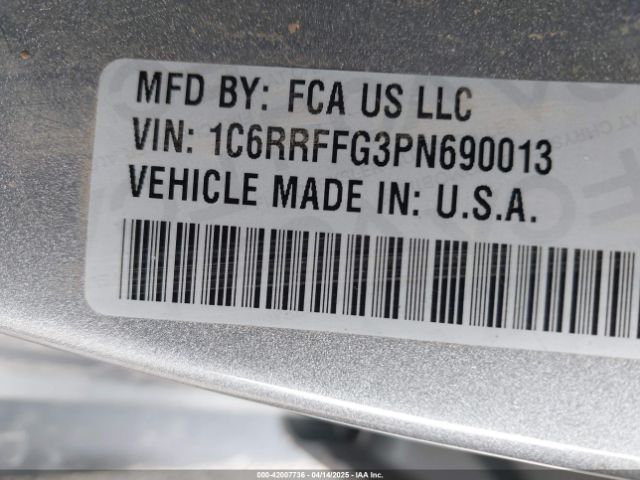 MFD BY: FCA US LLC
VIN: 1C6RRFFG3PN690013
VEHICLE MADE IN: U.S.A.
000-42007736 - 04/14/2025 - IAA Inc.